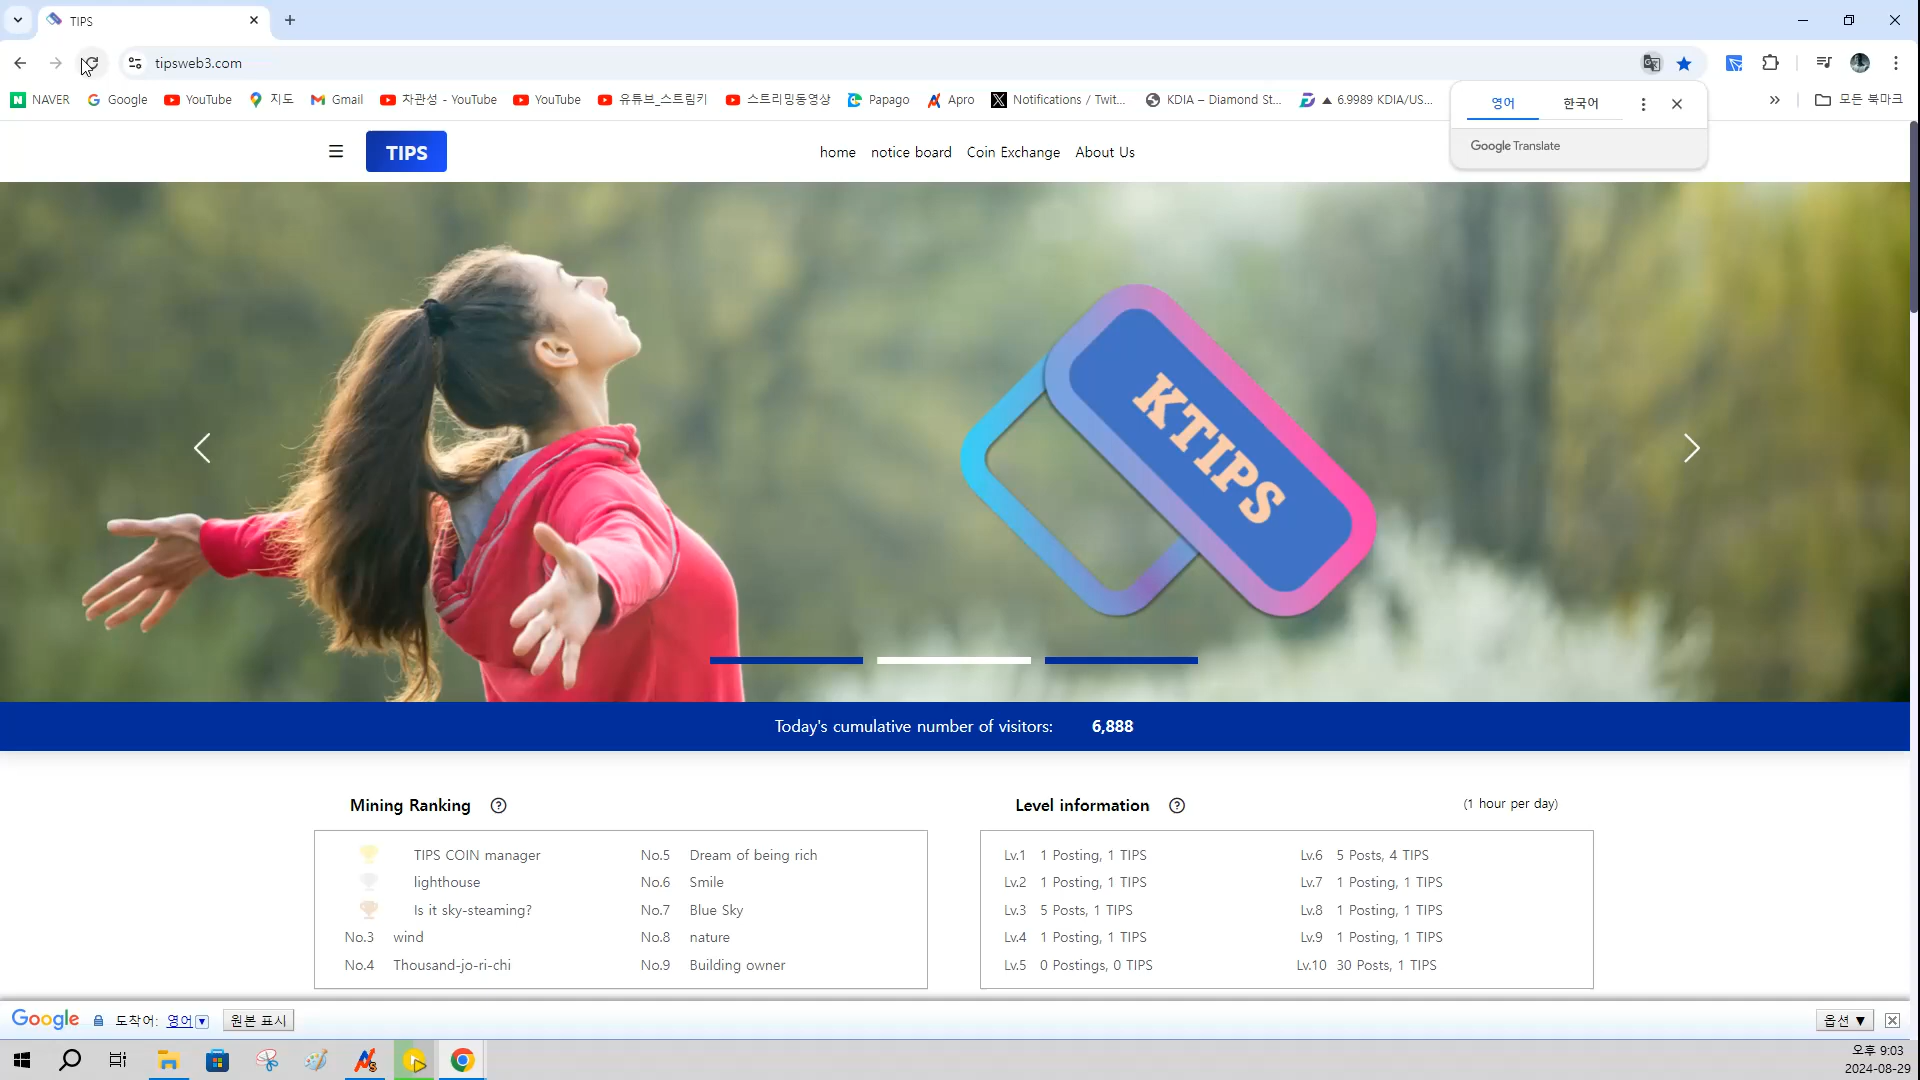 TIPS
tipsweb3.com
NAVER Google YouTube 지도 Gmail 차관성 - YouTube YouTube 유튜브_스트림키 스트리밍동영상 Papago Apro Notifications / Twit... KDIA – Diamond St... ▲ 6.9989 KDIA/US... » 모든 북마크
영어 한국어
Google Translate
TIPS home notice board Coin Exchange About Us
KTIPS
Today's cumulative number of visitors: 6,888
Mining Ranking
TIPS COIN manager No.5 Dream of being rich
lighthouse No.6 Smile
Is it sky-steaming? No.7 Blue Sky
No.3 wind No.8 nature
No.4 Thousand-jo-ri-chi No.9 Building owner
Level information (1 hour per day)
Lv.1 1 Posting, 1 TIPS Lv.6 5 Posts, 4 TIPS
Lv.2 1 Posting, 1 TIPS Lv.7 1 Posting, 1 TIPS
Lv.3 5 Posts, 1 TIPS Lv.8 1 Posting, 1 TIPS
Lv.4 1 Posting, 1 TIPS Lv.9 1 Posting, 1 TIPS
Lv.5 0 Postings, 0 TIPS Lv.10 30 Posts, 1 TIPS
Google 도착어: 영어▼ 원본 표시 옵션 ▼
오후 9:03
2024-08-29